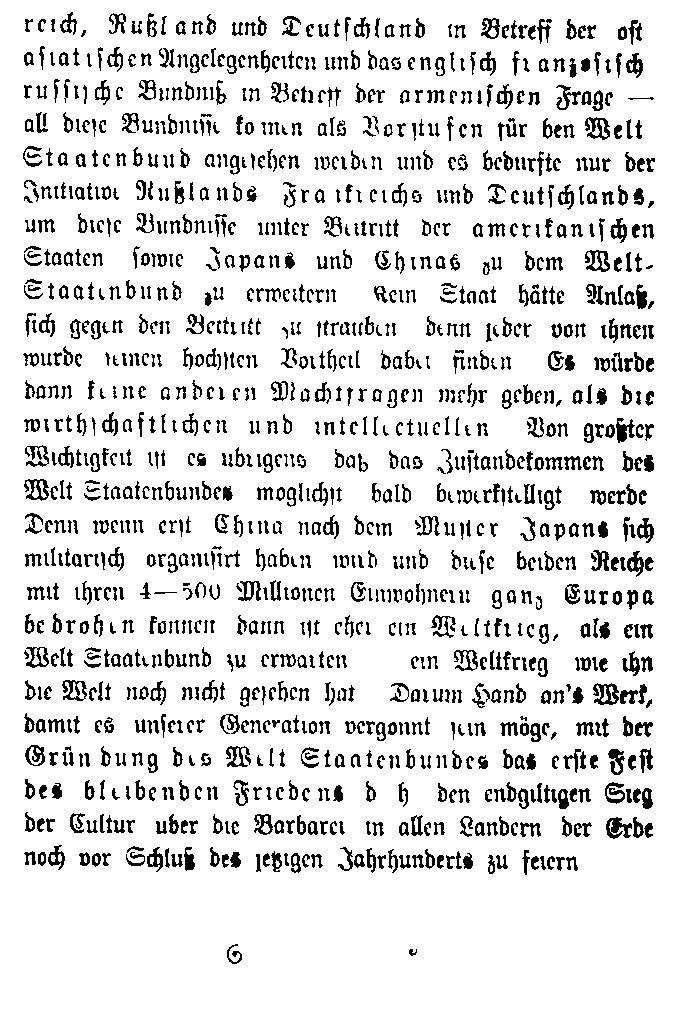 reich, Rußland und Deutschland in Betreff der ost
asiatischen Angelegenheiten und das englisch französisch
russische Bündniß in Betreff der armenischen Frage —
all diese Bündnisse können als Vorstufen für den Welt
Staatenbund angesehen werden und es bedürfte nur der
Initiative Rußlands Frankreichs und Deutschlands,
um diese Bündnisse unter Beitritt der amerikanischen
Staaten sowie Japans und Chinas zu dem Welt-
Staatenbund zu erweitern Kein Staat hätte Anlaß,
sich gegen den Beitritt zu sträuben denn jeder von ihnen
würde seinen höchsten Vortheil dabei finden Es würde
dann keine anderen Machtfragen mehr geben, als die
wirthschaftlichen und intellectuellen Von größter
Wichtigkeit ist es übrigens daß das Zustandekommen des
Welt Staatenbundes möglichst bald bewerkstelligt werde
Denn wenn erst China nach dem Muster Japans sich
militärisch organisirt haben wird und diese beiden Reiche
mit ihren 4—500 Millionen Einwohnern ganz Europa
bedrohen können dann ist eher ein Weltkrieg, als ein
Welt Staatenbund zu erwarten ein Weltkrieg wie ihn
die Welt noch nicht gesehen hat Darum Hand an's Werk,
damit es unserer Generation vergönnt sein möge, mit der
Gründung des Welt Staatenbundes das erste Fest
des bleibenden Friedens d h den endgiltigen Sieg
der Cultur über die Barbarei in allen Ländern der Erde
noch vor Schluß des jetzigen Jahrhunderts zu feiern